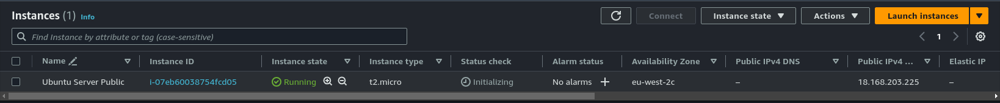 Instances (1) Info
Connect Instance state Actions Launch instances
Find Instance by attribute or tag (case-sensitive)
1
Name Instance ID Instance state Instance type Status check Alarm status Availability Zone Public IPv4 DNS Public IPv4 ... Elastic IP
Ubuntu Server Public i-07eb60038754fcd05 Running t2.micro Initializing No alarms + eu-west-2c – 18.168.203.225 –